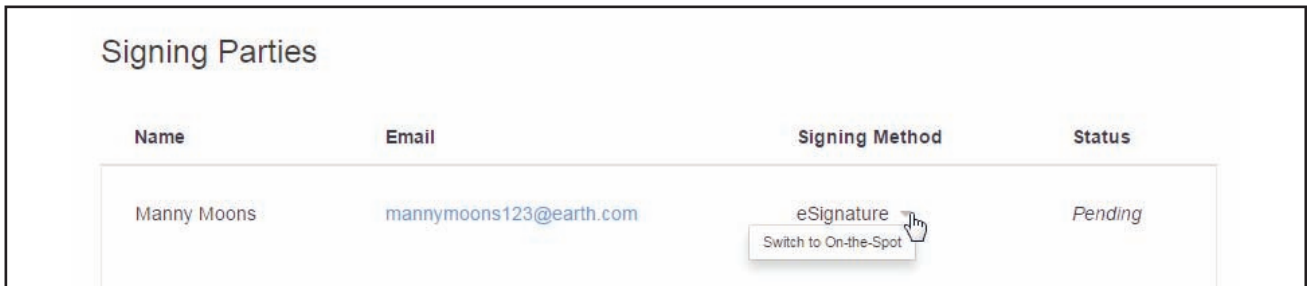 Signing Parties
Name Email Signing Method Status
Manny Moons mannymoons123@earth.com eSignature Pending
Switch to On-the-Spot